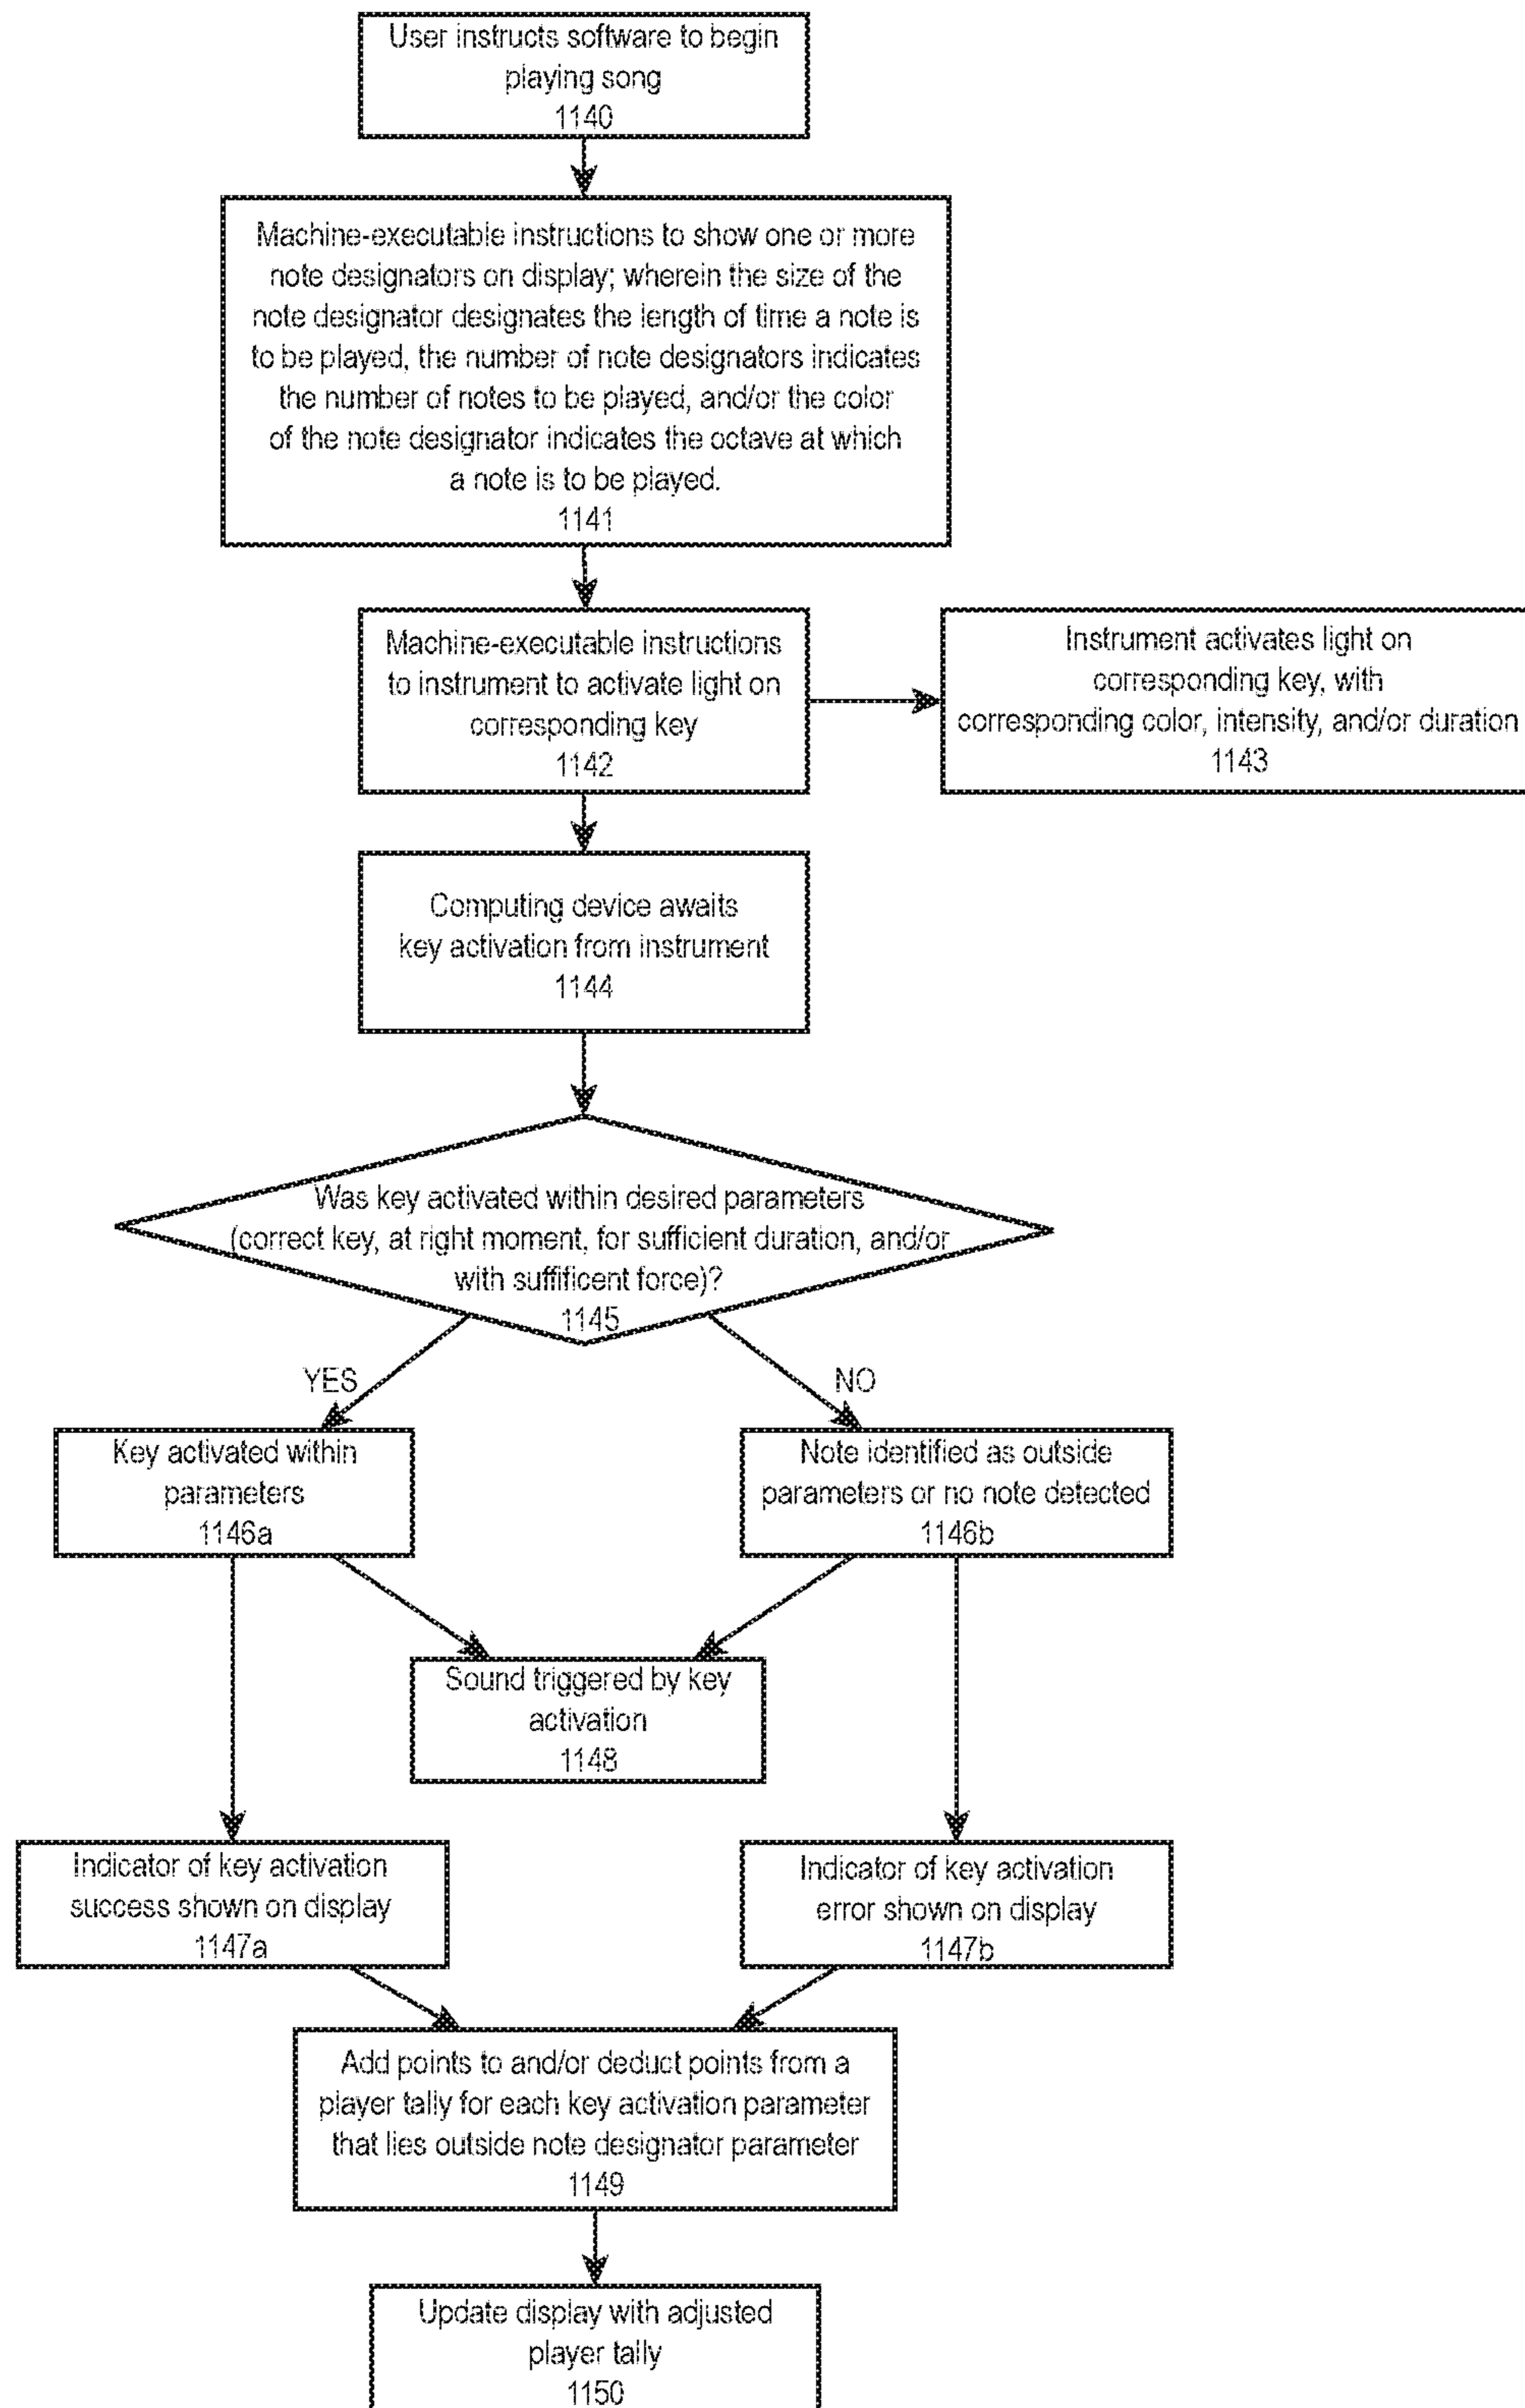 User instructs software to begin
playing song
1140
Machine-executable instructions to show one or more
note designators on display; wherein the size of the
note designator designates the length of time a note is
to be played, the number of note designators indicates
the number of notes to be played, and/or the color
of the note designator indicates the octave at which
a note is to be played.
1141
Machine-executable instructions
to instrument to activate light on
corresponding key
1142
Instrument activates light on
corresponding key, with
corresponding color, intensity, and/or duration
1143
Computing device awaits
key activation from instrument
1144
Was key activated within desired parameters
(correct key, at right moment, for sufficient duration, and/or
with suffificent force)?
1145
YES
NO
Key activated within
parameters
1146a
Note identified as outside
parameters or no note detected
1146b
Sound triggered by key
activation
1148
Indicator of key activation
success shown on display
1147a
Indicator of key activation
error shown on display
1147b
Add points to and/or deduct points from a
player tally for each key activation parameter
that lies outside note designator parameter
1149
Update display with adjusted
player tally
1150